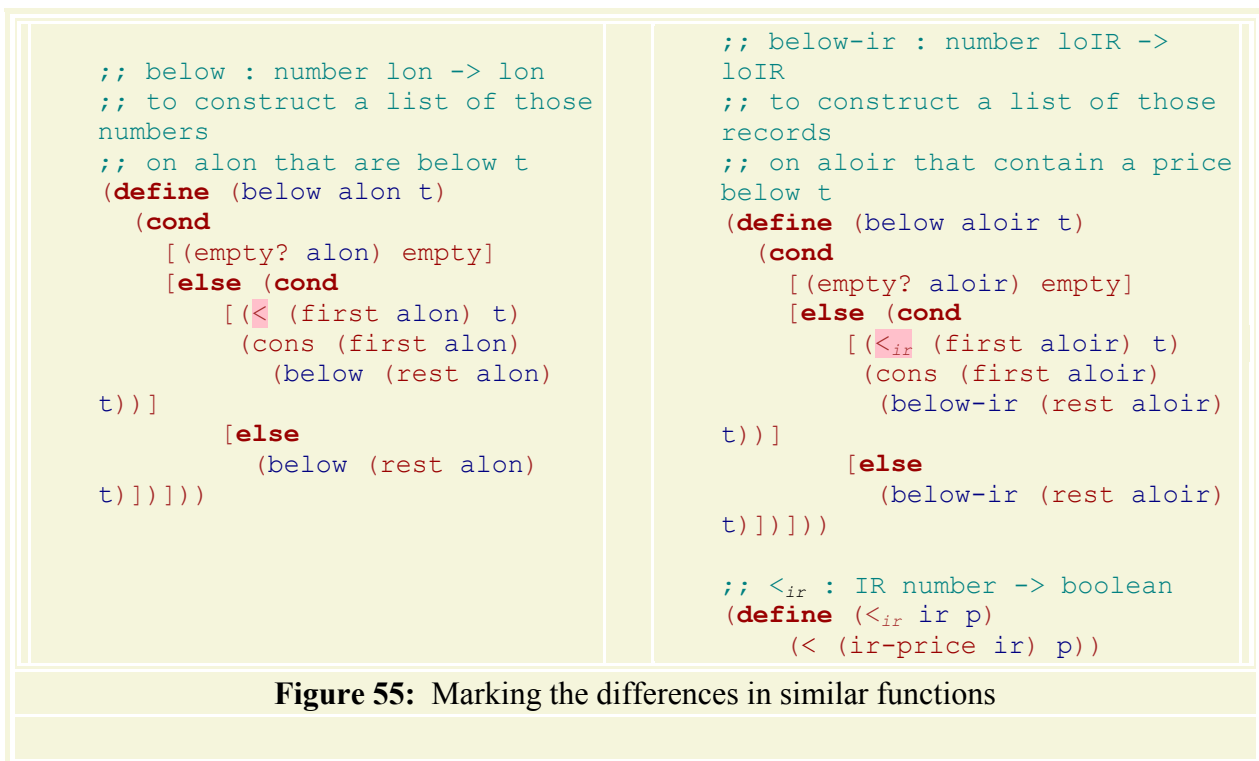 ;; below : number lon -> lon
;; to construct a list of those
numbers
;; on alon that are below t
(define (below alon t)
(cond
[(empty? alon) empty]
[else (cond
[(< (first alon) t)
(cons (first alon)
(below (rest alon)
t))]
[else
(below (rest alon)
t)])]))
;; below-ir : number loIR ->
loIR
;; to construct a list of those
records
;; on aloir that contain a price
below t
(define (below aloir t)
(cond
[(empty? aloir) empty]
[else (cond
[(<ir (first aloir) t)
(cons (first aloir)
(below-ir (rest aloir)
t))]
[else
(below-ir (rest aloir)
t)])]))
;; <ir : IR number -> boolean
(define (<ir ir p)
(< (ir-price ir) p))
Figure 55: Marking the differences in similar functions